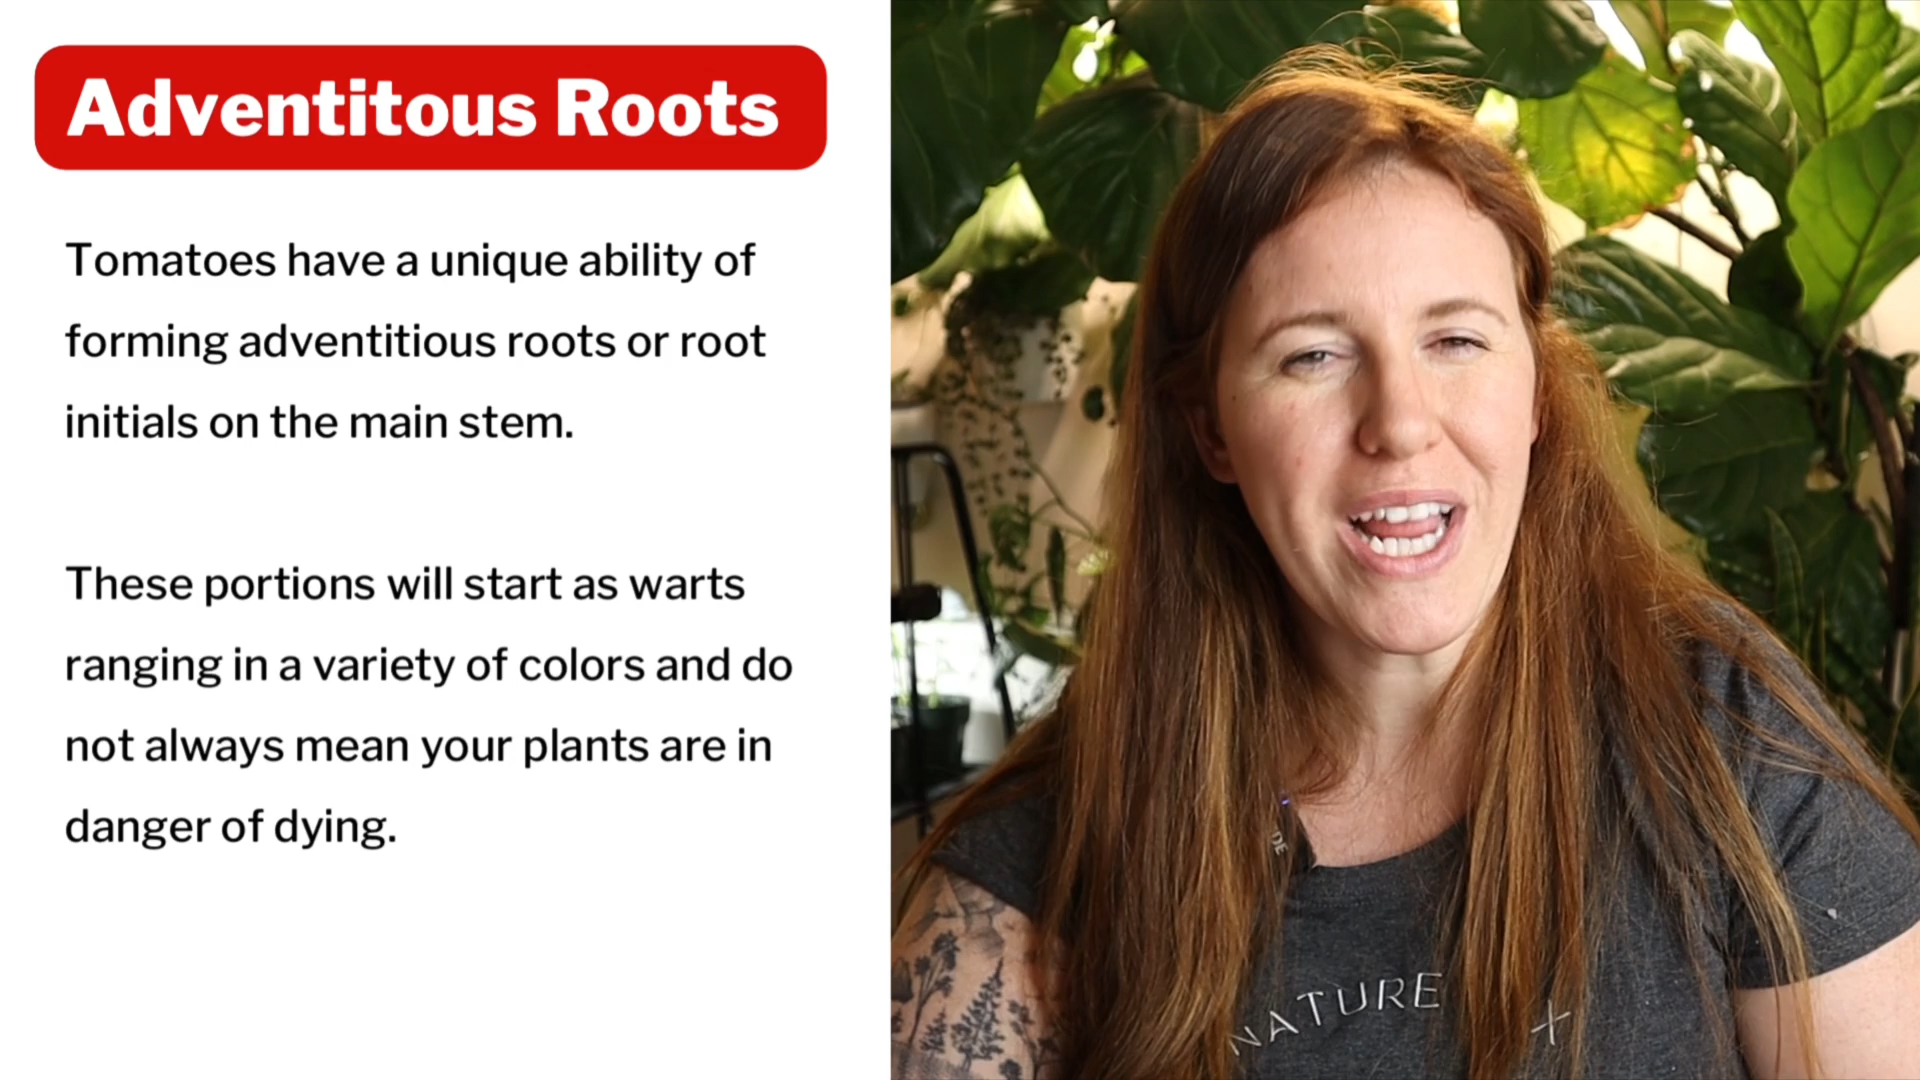 Adventitous Roots
Tomatoes have a unique ability of
forming adventitious roots or root
initials on the main stem.
These portions will start as warts
ranging in a variety of colors and do
not always mean your plants are in
danger of dying.
DE
NATURE